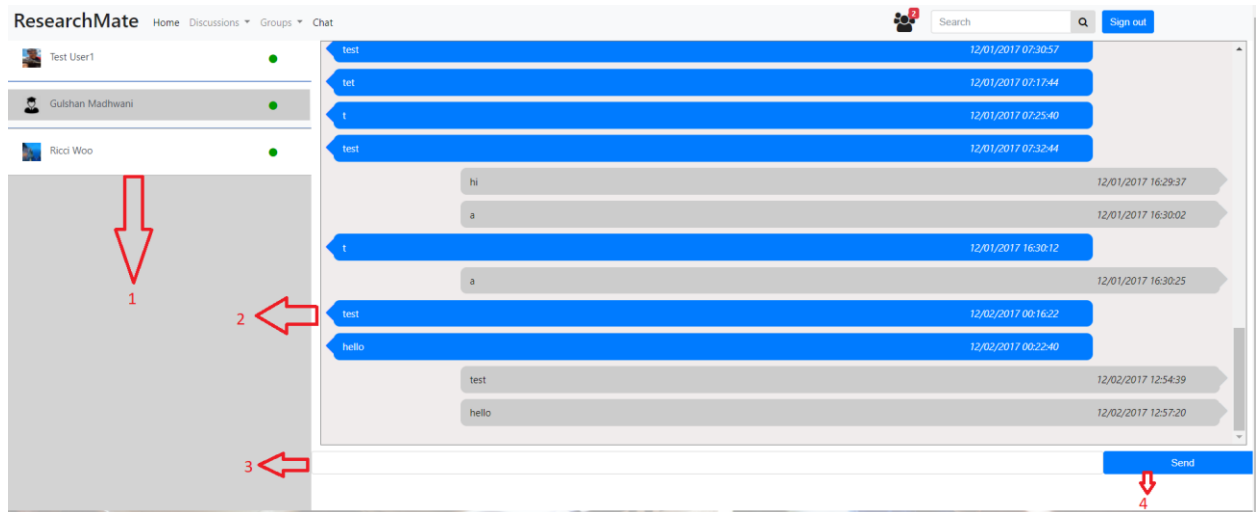 ResearchMate Home Discussions Groups Chat 2 Search Sign out
Test User1
Gulshan Madhwani
Ricci Woo
1
test 12/01/2017 07:30:57
tet 12/01/2017 07:17:44
t 12/01/2017 07:25:40
test 12/01/2017 07:32:44
hi 12/01/2017 16:29:37
a 12/01/2017 16:30:02
t 12/01/2017 16:30:12
a 12/01/2017 16:30:25
2
test 12/02/2017 00:16:22
hello 12/02/2017 00:22:40
test 12/02/2017 12:54:39
hello 12/02/2017 12:57:20
3
Send
4